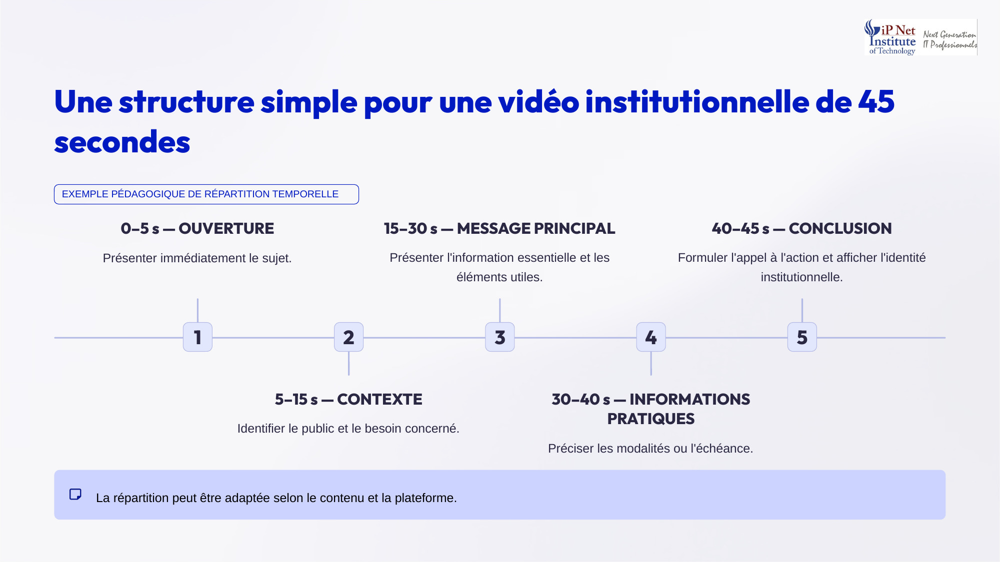 iP Net
Institute
of Technology
Next Generation
IT Professionnels
Une structure simple pour une vidéo institutionnelle de 45
secondes
EXEMPLE PÉDAGOGIQUE DE RÉPARTITION TEMPORELLE
0–5 s — OUVERTURE
Présenter immédiatement le sujet.
15–30 s — MESSAGE PRINCIPAL
Présenter l'information essentielle et les
éléments utiles.
40–45 s — CONCLUSION
Formuler l'appel à l'action et afficher l'identité
institutionnelle.
1
2
3
4
5
5–15 s — CONTEXTE
Identifier le public et le besoin concerné.
30–40 s — INFORMATIONS
PRATIQUES
Préciser les modalités ou l'échéance.
La répartition peut être adaptée selon le contenu et la plateforme.